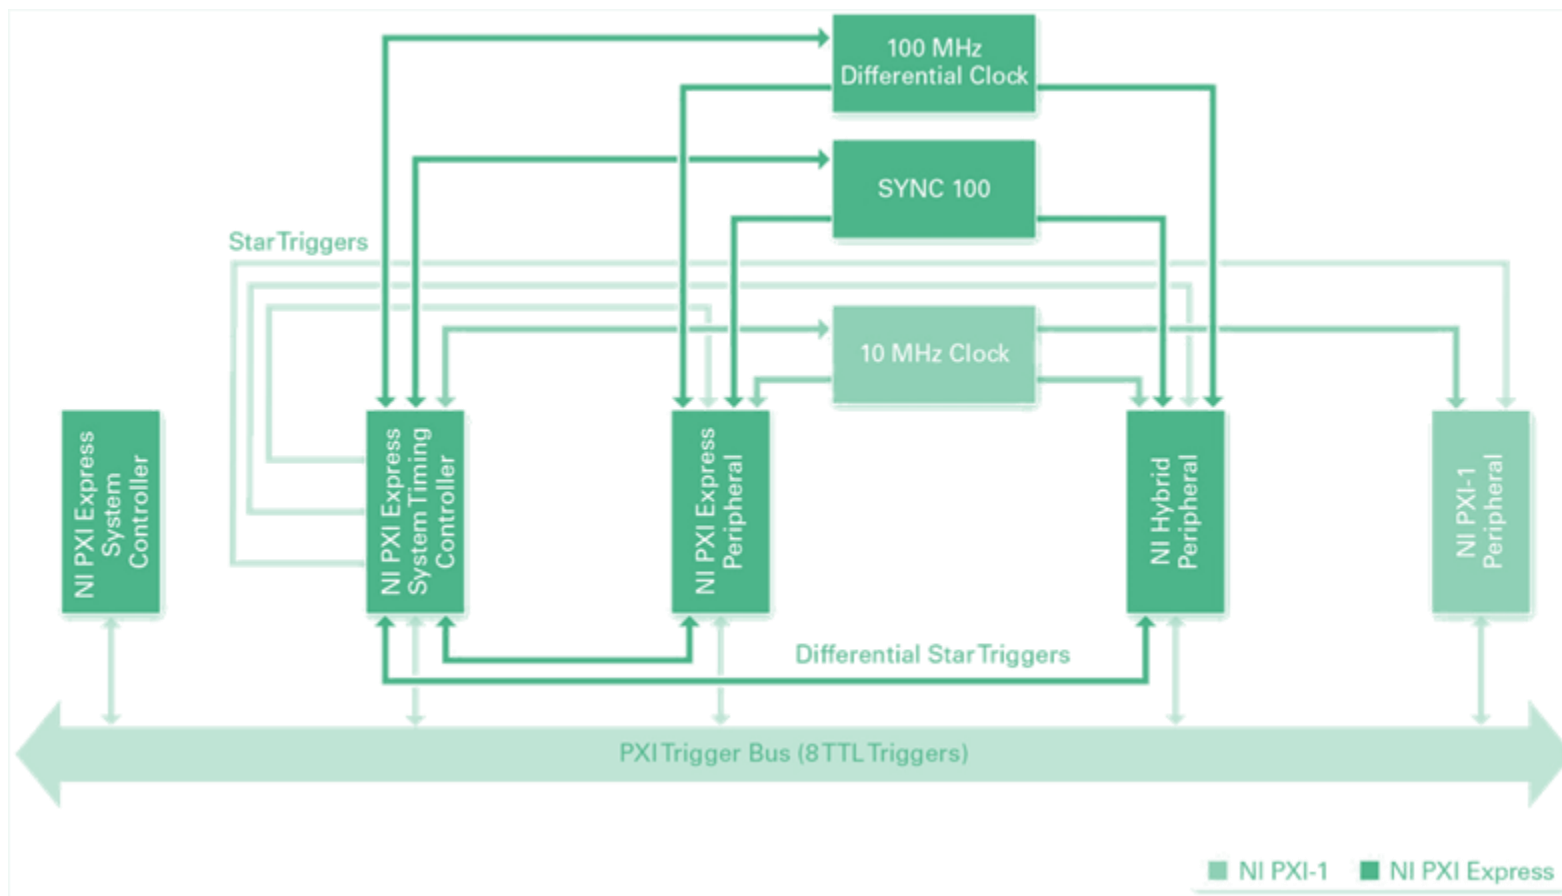 100 MHz
Differential Clock
SYNC 100
Star Triggers
10 MHz Clock
NI PXI Express
System
Controller
NI PXI Express
System Timing
Controller
NI PXI Express
Peripheral
NI Hybrid
Peripheral
NI PXI-1
Peripheral
Differential Star Triggers
PXI Trigger Bus (8 TTL Triggers)
NI PXI-1
NI PXI Express